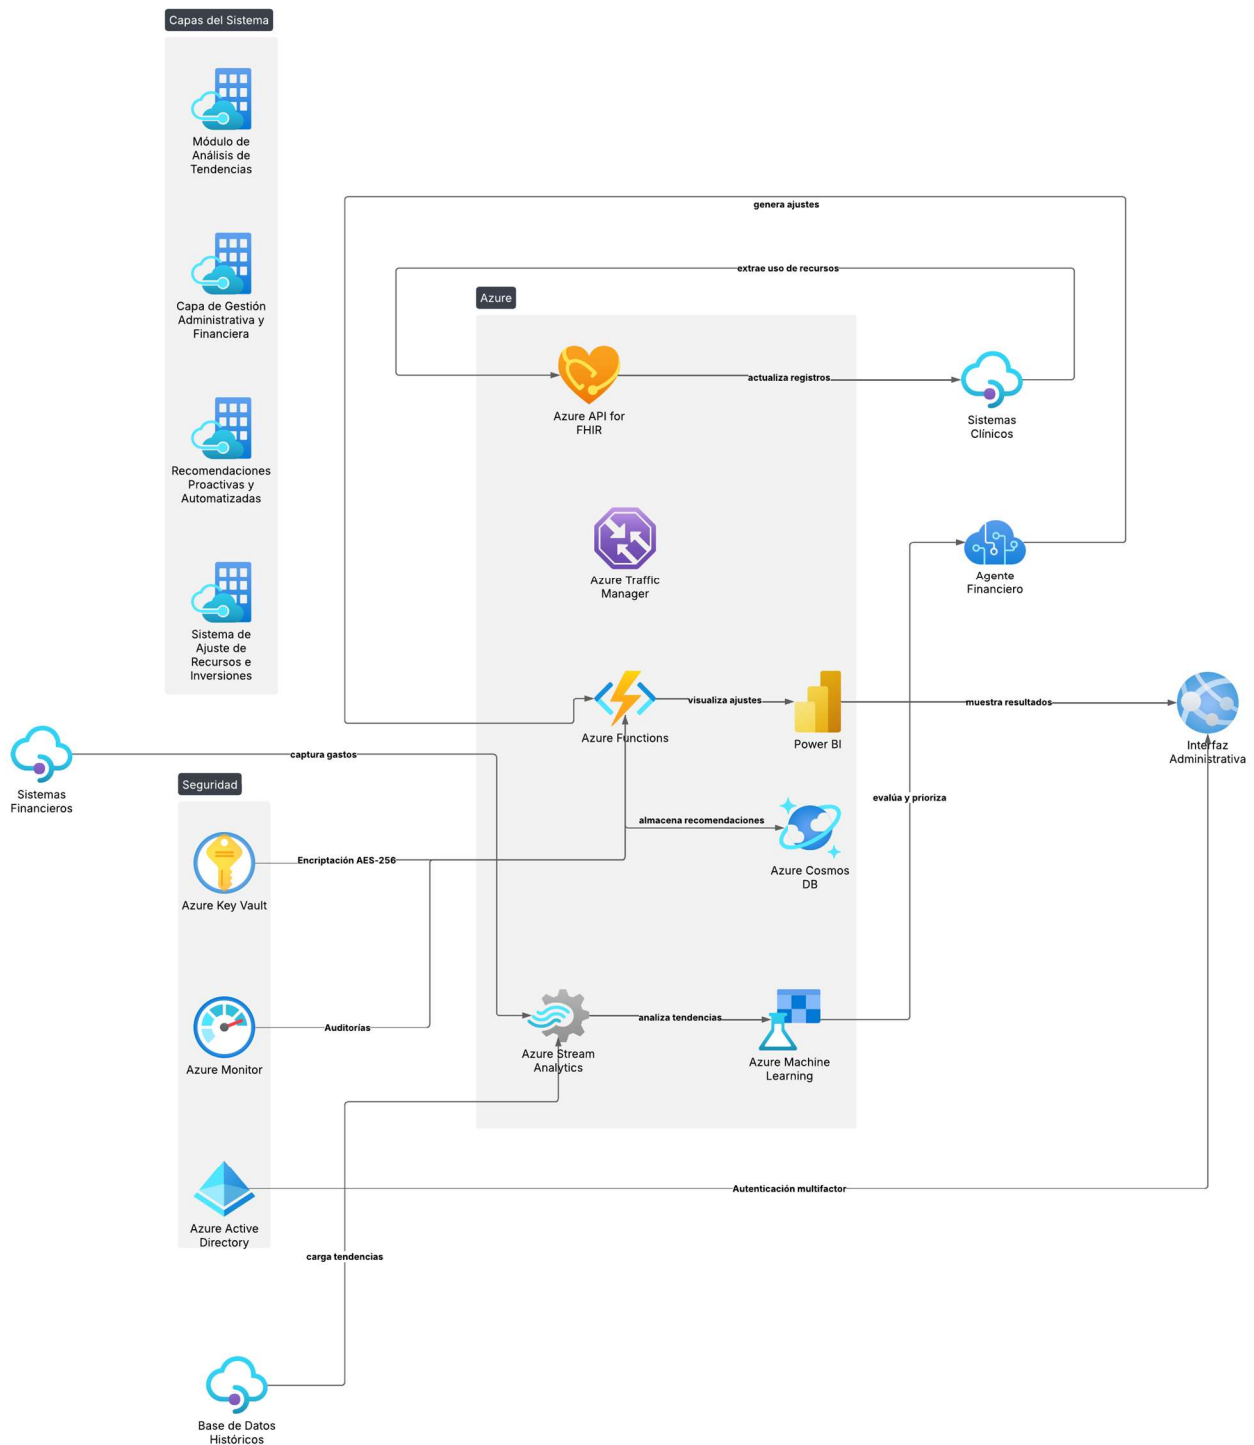 Capas del Sistema
Módulo de
Análisis de
Tendencias
Capa de Gestión
Administrativa y
Financiera
Recomendaciones
Proactivas y
Automatizadas
Sistema de
Ajuste de
Recursos e
Inversiones
genera ajustes
extrae uso de recursos
Azure
Azure API for
FHIR
actualiza registros
Sistemas
Clínicos
Azure Traffic
Manager
Agente
Financiero
Azure Functions
visualiza ajustes
Power BI
muestra resultados
Interfaz
Administrativa
captura gastos
Sistemas
Financieros
Seguridad
evalúa y prioriza
almacena recomendaciones
Azure Cosmos
DB
Encriptación AES-256
Azure Key Vault
Auditorías
Azure Monitor
Azure Stream
Analytics
analiza tendencias
Azure Machine
Learning
Autenticación multifactor
Azure Active
Directory
carga tendencias
Base de Datos
Históricos